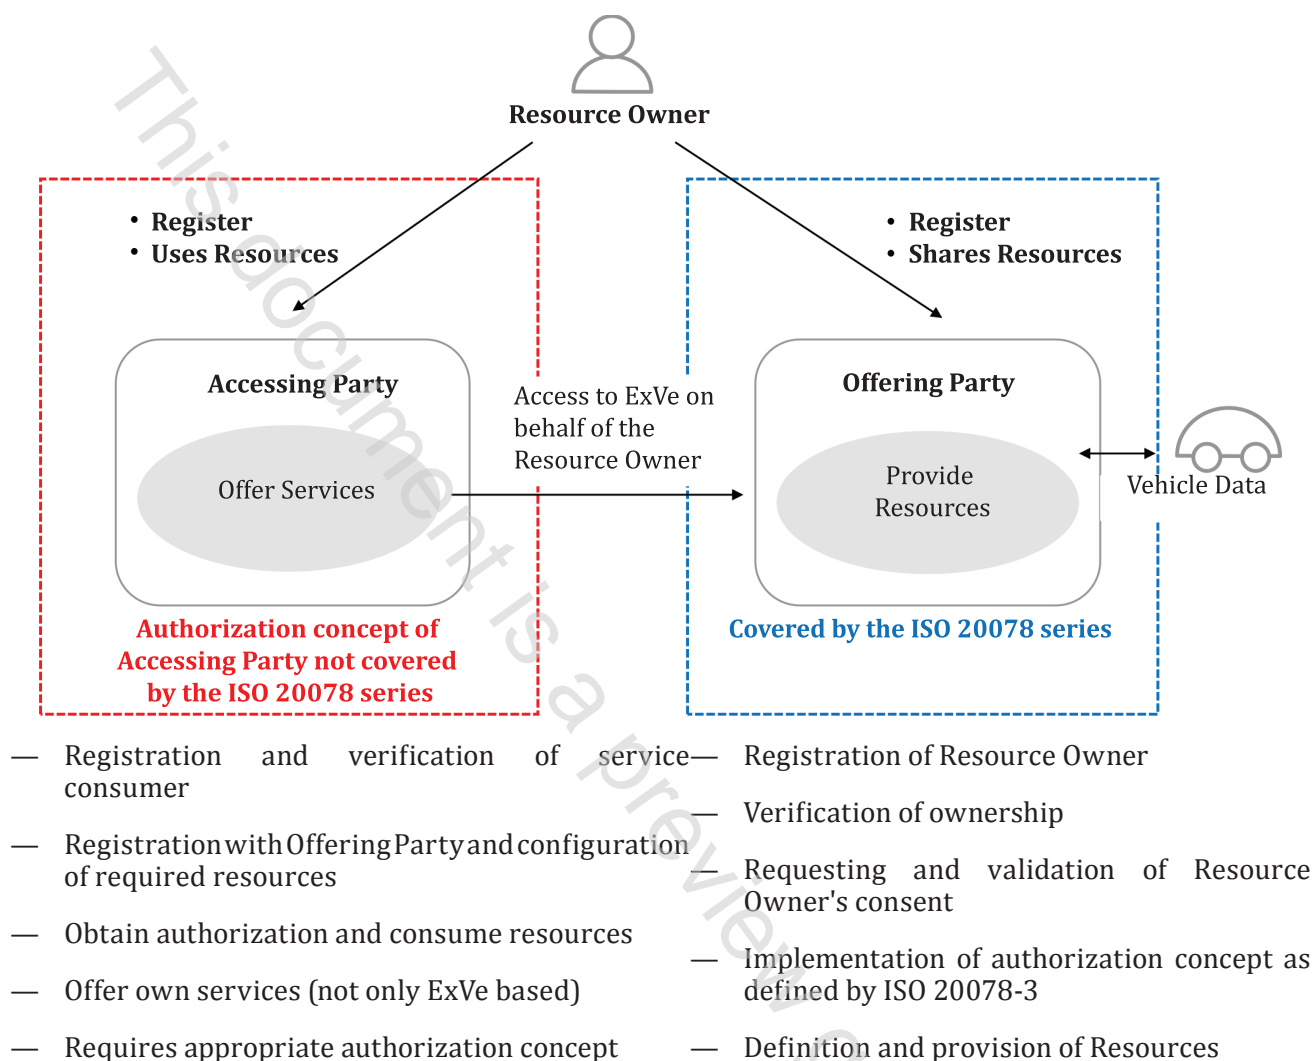 Resource Owner
• Register
• Uses Resources
• Register
• Shares Resources
Accessing Party
Offer Services
Access to ExVe on
behalf of the
Resource Owner
Offering Party
Provide
Resources
Vehicle Data
Authorization concept of
Accessing Party not covered
by the ISO 20078 series
Covered by the ISO 20078 series
— Registration and verification of service
consumer
— Registration with Offering Party and configuration
of required resources
— Obtain authorization and consume resources
— Offer own services (not only ExVe based)
— Requires appropriate authorization concept
— Registration of Resource Owner
— Verification of ownership
— Requesting and validation of Resource
Owner's consent
— Implementation of authorization concept as
defined by ISO 20078-3
— Definition and provision of Resources
This document is a preview